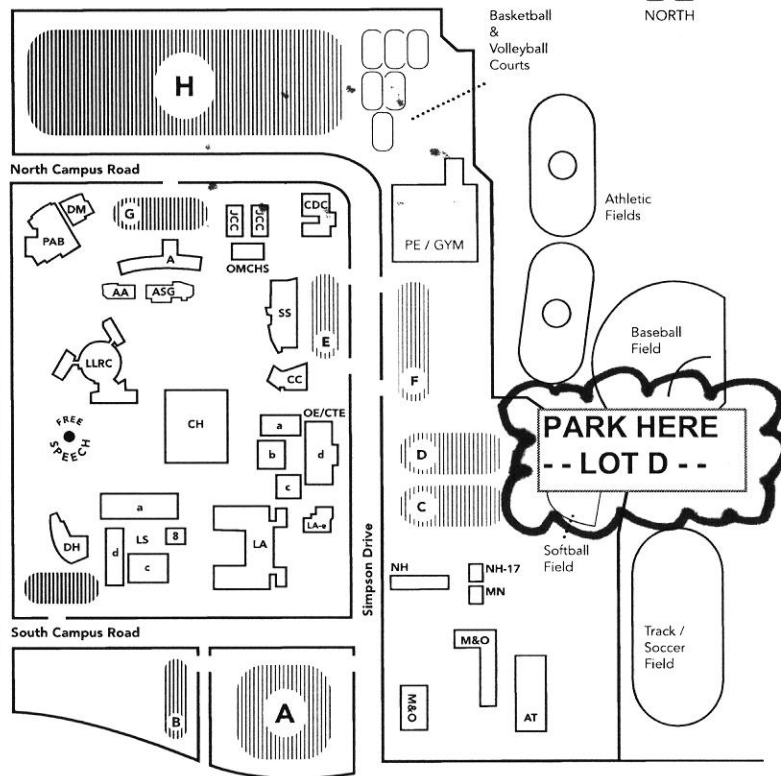 Basketball
&
Volleyball
Courts
NORTH
H
North Campus Road
DM
PAB
G
JCC
JCC
CDC
A
OMCHS
PE / GYM
Athletic
Fields
AA
ASG
SS
E
F
Baseball
Field
LLRC
CC
CH
OE/CTE
a
b
c
d
FREE
SPEECH
D
C
PARK HERE
- - LOT D - -
a
DH
d
LS
8
c
LA
LA-e
Simpson Drive
Softball
Field
NH
NH-17
MN
South Campus Road
M&O
Track /
Soccer
Field
B
A
M&O
AT